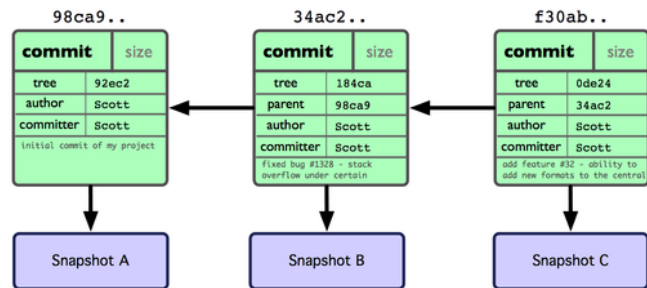 98ca9..
34ac2..
f30ab..
commit size
tree 92ec2
author Scott
committer Scott
initial commit of my project
commit size
tree 184ca
parent 98ca9
author Scott
committer Scott
fixed bug #1328 - stack
overflow under certain
commit size
tree 0de24
parent 34ac2
author Scott
committer Scott
add feature #32 - ability to
add new formats to the central
Snapshot A
Snapshot B
Snapshot C